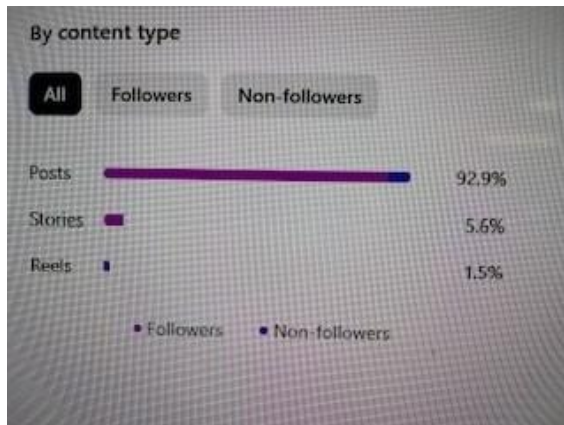 By content type
All Followers Non-followers
Posts 92.9%
Stories 5.6%
Reels 1.5%
Followers Non-followers